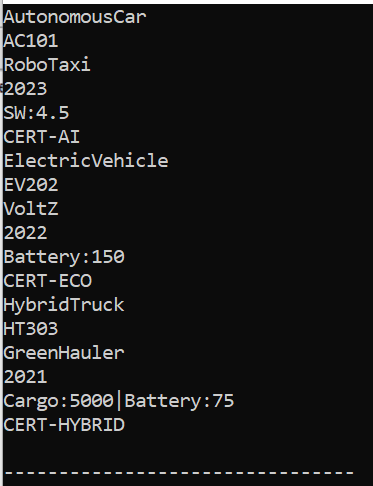 AutonomousCar
AC101
RoboTaxi
2023
SW:4.5
CERT-AI
ElectricVehicle
EV202
VoltZ
2022
Battery:150
CERT-ECO
HybridTruck
HT303
GreenHauler
2021
Cargo:5000|Battery:75
CERT-HYBRID

--------------------------------